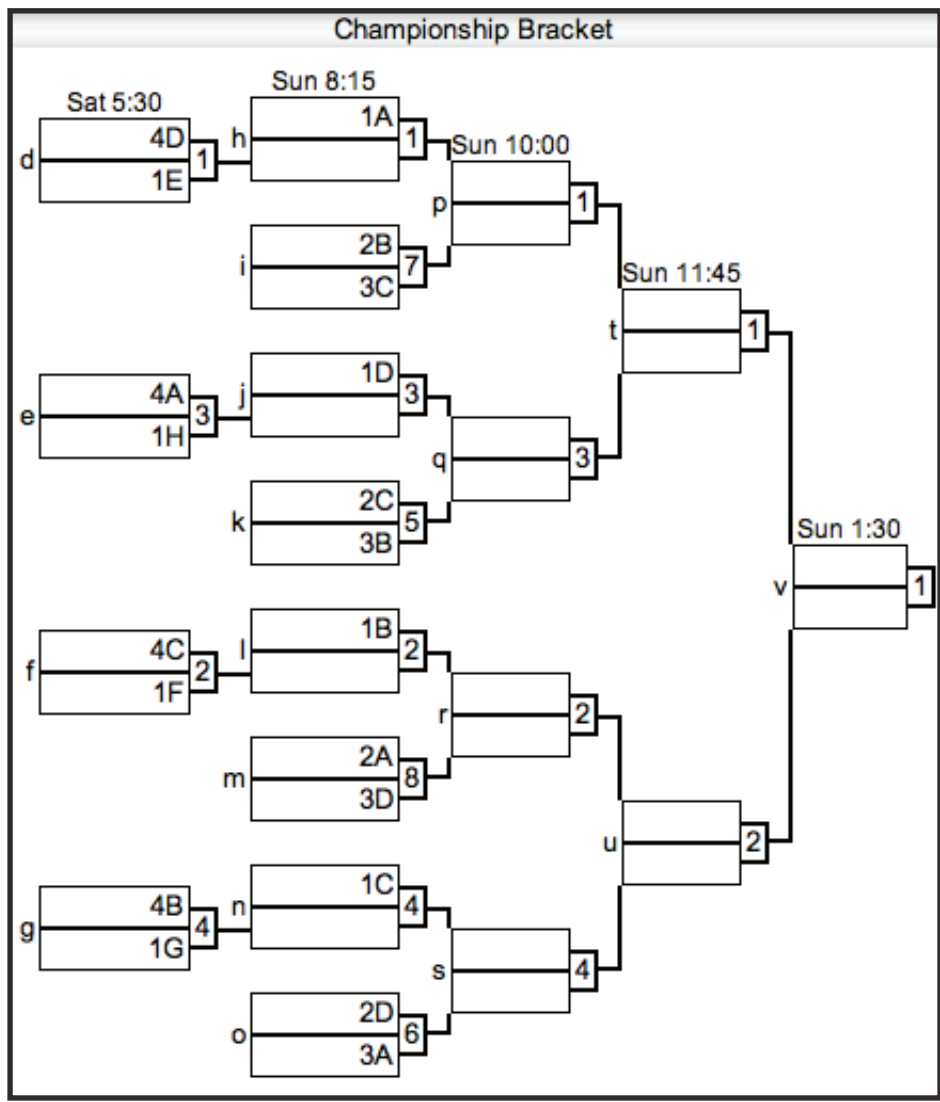 Championship Bracket
Sat 5:30
Sun 8:15
Sun 10:00
Sun 11:45
Sun 1:30
d
4D
1E
1
h
1A
1
p
1
i
2B
3C
7
t
1
e
4A
1H
3
j
1D
3
q
3
k
2C
3B
5
v
1
f
4C
1F
2
l
1B
2
r
2
m
2A
3D
8
u
2
g
4B
1G
4
n
1C
4
s
4
o
2D
3A
6